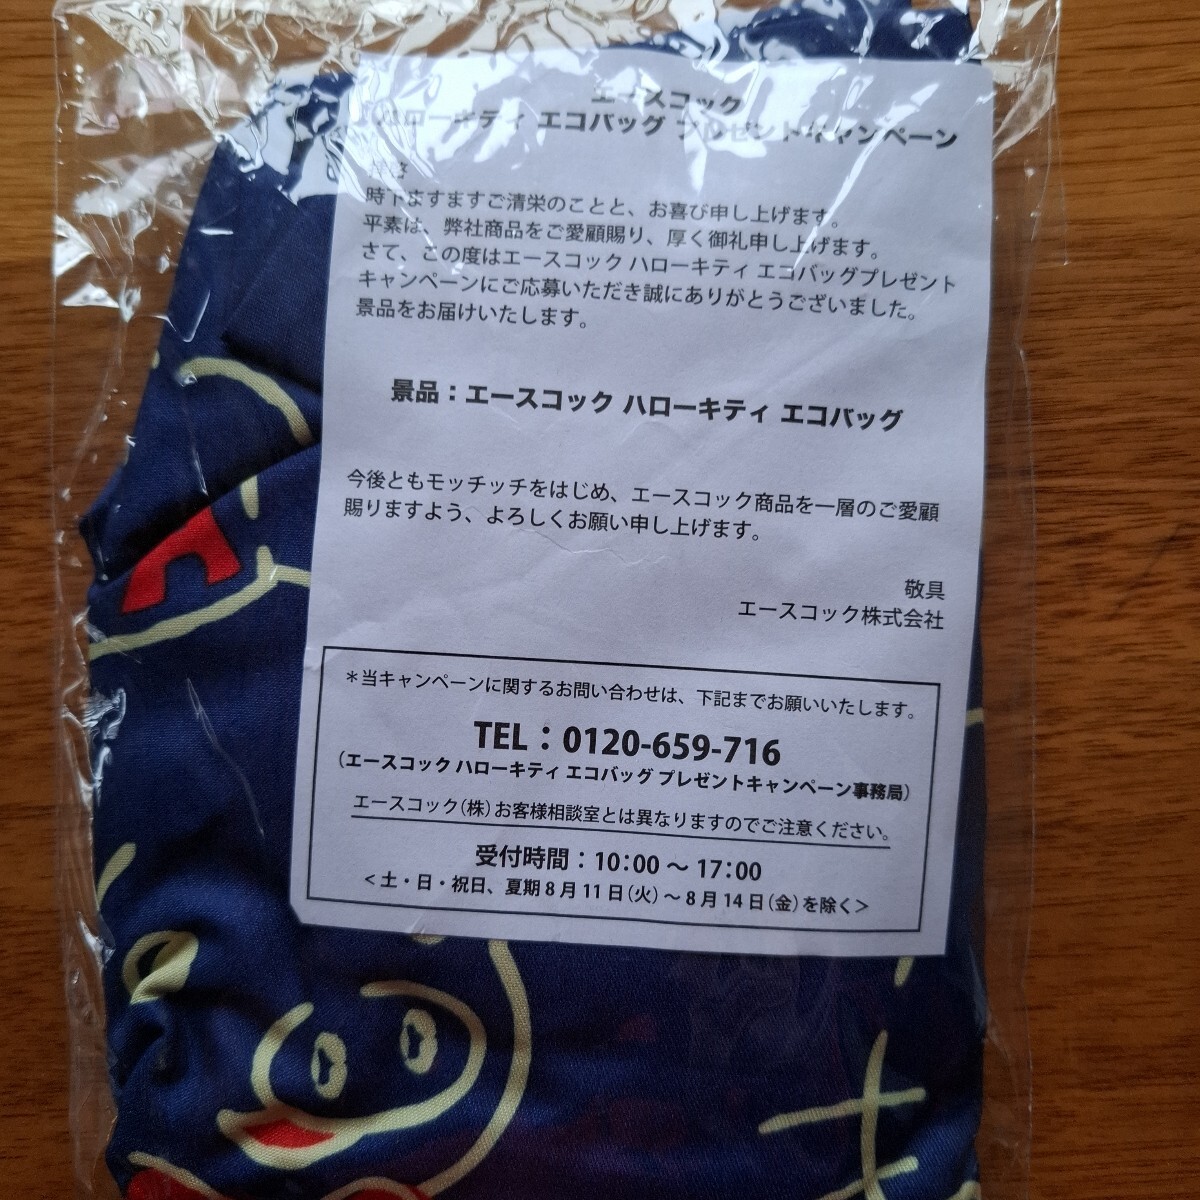 エースコック
ハローキティ エコバッグ プレゼントキャンペーン
時下ますますご清栄のことと、お喜び申し上げます。
平素は、弊社商品をご愛顧賜り、厚く御礼申し上げます。
さて、この度はエースコック ハローキティ エコバッグプレゼント
キャンペーンにご応募いただき誠にありがとうございました。
景品をお届けいたします。
景品：エースコック ハローキティ エコバッグ
今後ともモッチッチをはじめ、エースコック商品を一層のご愛顧
賜りますよう、よろしくお願い申し上げます。
敬具
エースコック株式会社
＊当キャンペーンに関するお問い合わせは、下記までお願いいたします。
TEL：0120-659-716
（エースコック ハローキティ エコバッグ プレゼントキャンペーン事務局）
エースコック（株）お客様相談室とは異なりますのでご注意ください。
受付時間：10：00 ～ 17：00
＜土・日・祝日、夏期 8 月 11 日（火）～ 8 月 14 日（金）を除く＞